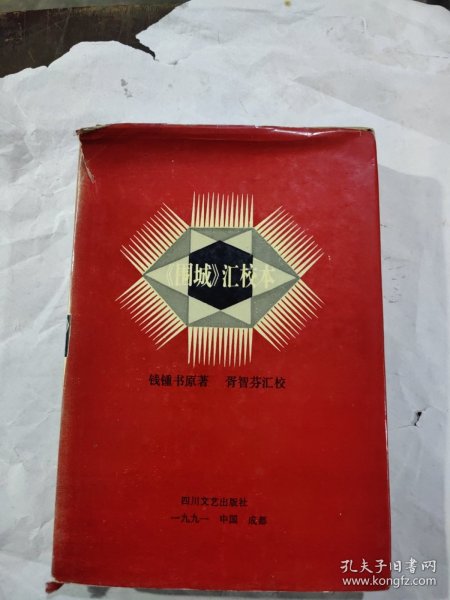 《围城》汇校本
钱锺书原著 胥智芬汇校
四川文艺出版社
一九九一 中国 成都
孔夫子旧书网
www.kongfz.com